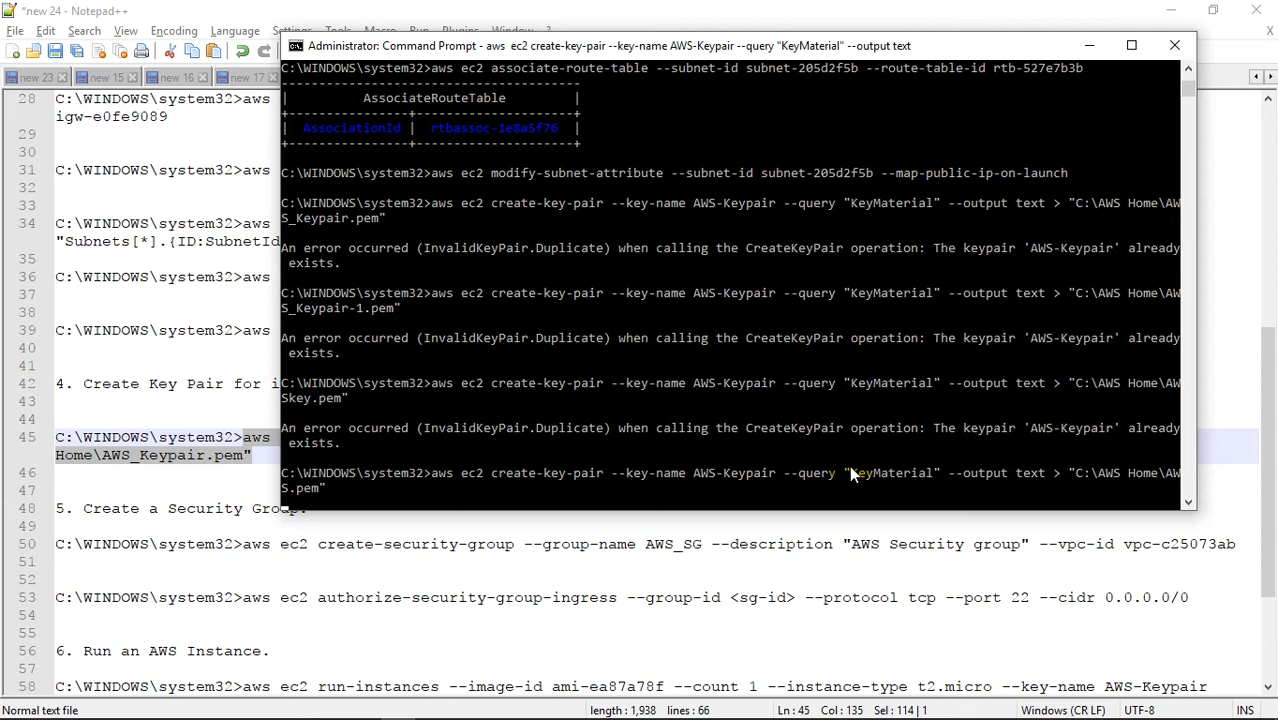 *new 24 - Notepad++
File Edit Search View Encoding Language Settings Tools Macro Run Plugins Window ?
X
Administrator: Command Prompt - aws  ec2 create-key-pair --key-name AWS-Keypair --query "KeyMaterial" --output text
new 23 new 15 new 16 new 17
C:\WINDOWS\system32>aws ec2 associate-route-table --subnet-id subnet-205d2f5b --route-table-id rtb-527e7b3b
---------------------------------------
|          AssociateRouteTable         |
+----------------+---------------------+
|  AssociationId |  rtbassoc-1e8a5f76  |
+----------------+---------------------+
C:\WINDOWS\system32>aws ec2 modify-subnet-attribute --subnet-id subnet-205d2f5b --map-public-ip-on-launch
C:\WINDOWS\system32>aws ec2 create-key-pair --key-name AWS-Keypair --query "KeyMaterial" --output text > "C:\AWS Home\AW
S_Keypair.pem"
An error occurred (InvalidKeyPair.Duplicate) when calling the CreateKeyPair operation: The keypair 'AWS-Keypair' already
exists.
C:\WINDOWS\system32>aws ec2 create-key-pair --key-name AWS-Keypair --query "KeyMaterial" --output text > "C:\AWS Home\AW
S_Keypair-1.pem"
An error occurred (InvalidKeyPair.Duplicate) when calling the CreateKeyPair operation: The keypair 'AWS-Keypair' already
exists.
C:\WINDOWS\system32>aws ec2 create-key-pair --key-name AWS-Keypair --query "KeyMaterial" --output text > "C:\AWS Home\AW
Skey.pem"
An error occurred (InvalidKeyPair.Duplicate) when calling the CreateKeyPair operation: The keypair 'AWS-Keypair' already
exists.
C:\WINDOWS\system32>aws ec2 create-key-pair --key-name AWS-Keypair --query "KeyMaterial" --output text > "C:\AWS Home\AW
S.pem"
28 C:\WINDOWS\system32>aws
igw-e0fe9089
29
30
31 C:\WINDOWS\system32>aws
32
33
34 C:\WINDOWS\system32>aws
"Subnets[*].{ID:SubnetId
35
36 C:\WINDOWS\system32>aws
37
38
39 C:\WINDOWS\system32>aws
40
41
42 4. Create Key Pair for i
43
44
45 C:\WINDOWS\system32>aws
Home\AWS_Keypair.pem"
46
47
48 5. Create a Security Group.
49
50 C:\WINDOWS\system32>aws ec2 create-security-group --group-name AWS_SG --description "AWS Security group" --vpc-id vpc-c25073ab
51
52
53 C:\WINDOWS\system32>aws ec2 authorize-security-group-ingress --group-id <sg-id> --protocol tcp --port 22 --cidr 0.0.0.0/0
54
55
56 6. Run an AWS Instance.
57
58 C:\WINDOWS\system32>aws ec2 run-instances --image-id ami-ea87a78f --count 1 --instance-type t2.micro --key-name AWS-Keypair
Normal text file length : 1,938 lines : 66 Ln : 45 Col : 135 Sel : 114 | 1 Windows (CR LF) UTF-8 INS